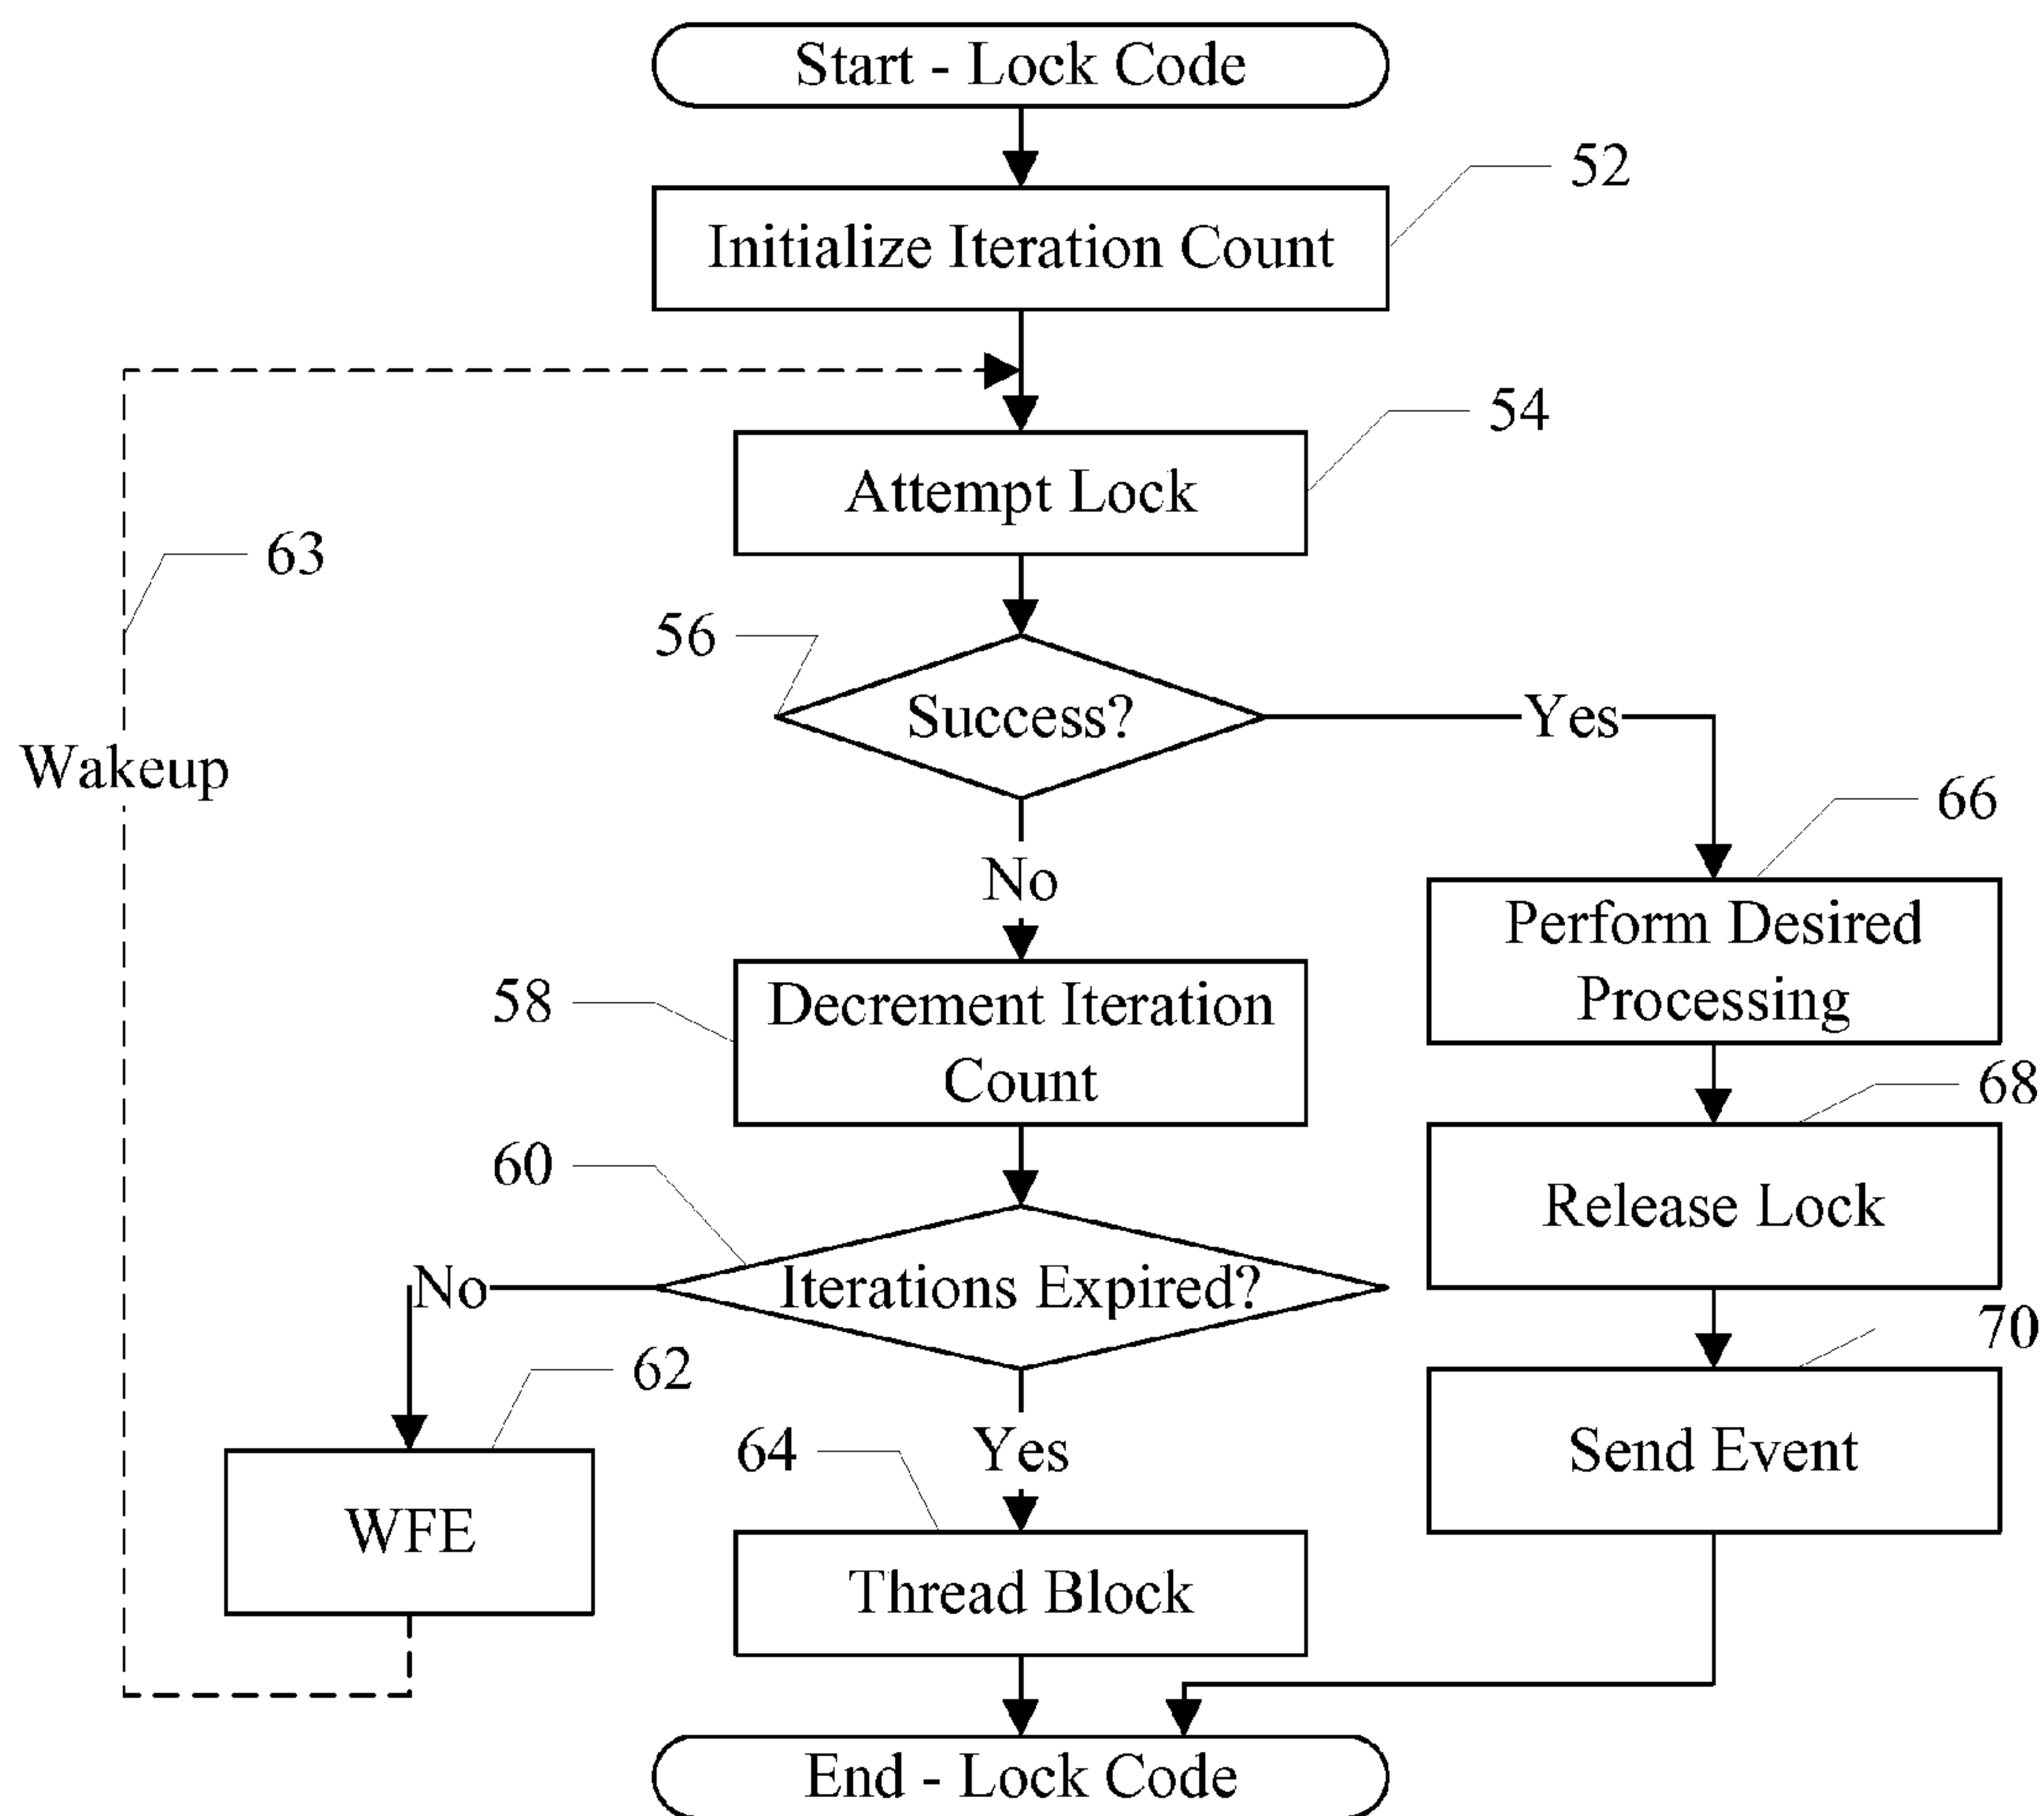 Start - Lock Code
52
Initialize Iteration Count
54
Attempt Lock
63
56
Success?
Yes
Wakeup
66
No
Perform Desired
Processing
58
Decrement Iteration
Count
68
60
Release Lock
No
Iterations Expired?
70
62
64
Yes
Send Event
WFE
Thread Block
End - Lock Code